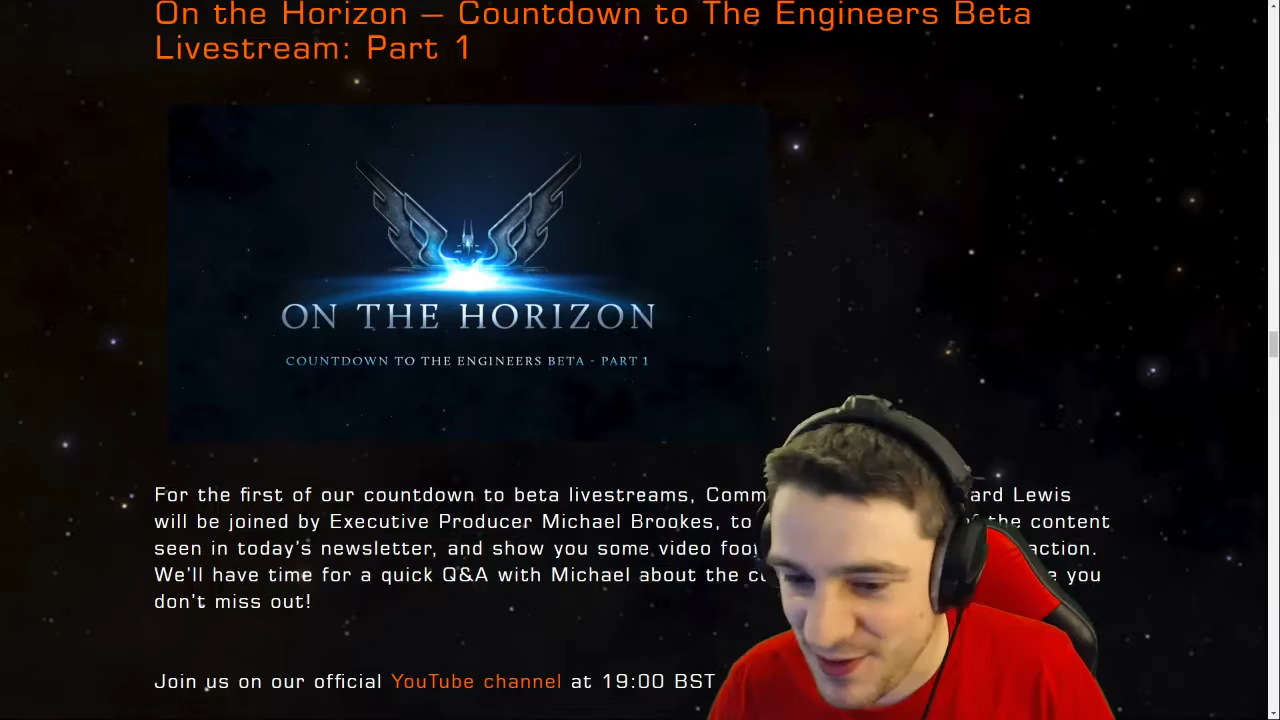 On the Horizon – Countdown to The Engineers Beta
Livestream: Part 1
ON THE HORIZON
COUNTDOWN TO THE ENGINEERS BETA - PART 1
For the first of our countdown to beta livestreams, Comm ard Lewis
will be joined by Executive Producer Michael Brookes, to of the content
seen in today's newsletter, and show you some video foo action.
We'll have time for a quick Q&A with Michael about the co e you
don't miss out!
Join us on our official YouTube channel at 19:00 BST